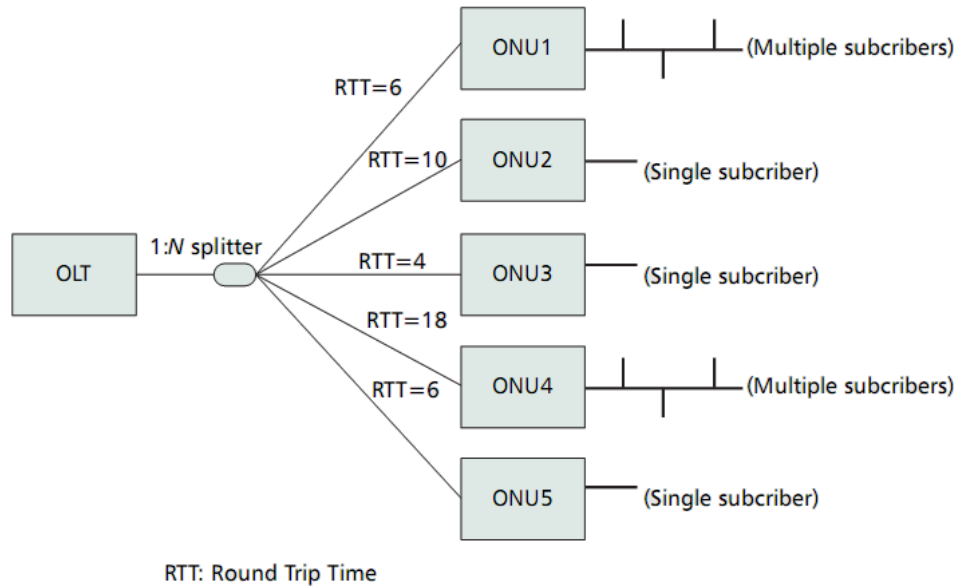 ONU1
(Multiple subcribers)
RTT=6
ONU2
RTT=10
(Single subcriber)
1:N splitter
OLT
RTT=4
ONU3
(Single subcriber)
RTT=18
ONU4
(Multiple subcribers)
RTT=6
ONU5
(Single subcriber)
RTT: Round Trip Time